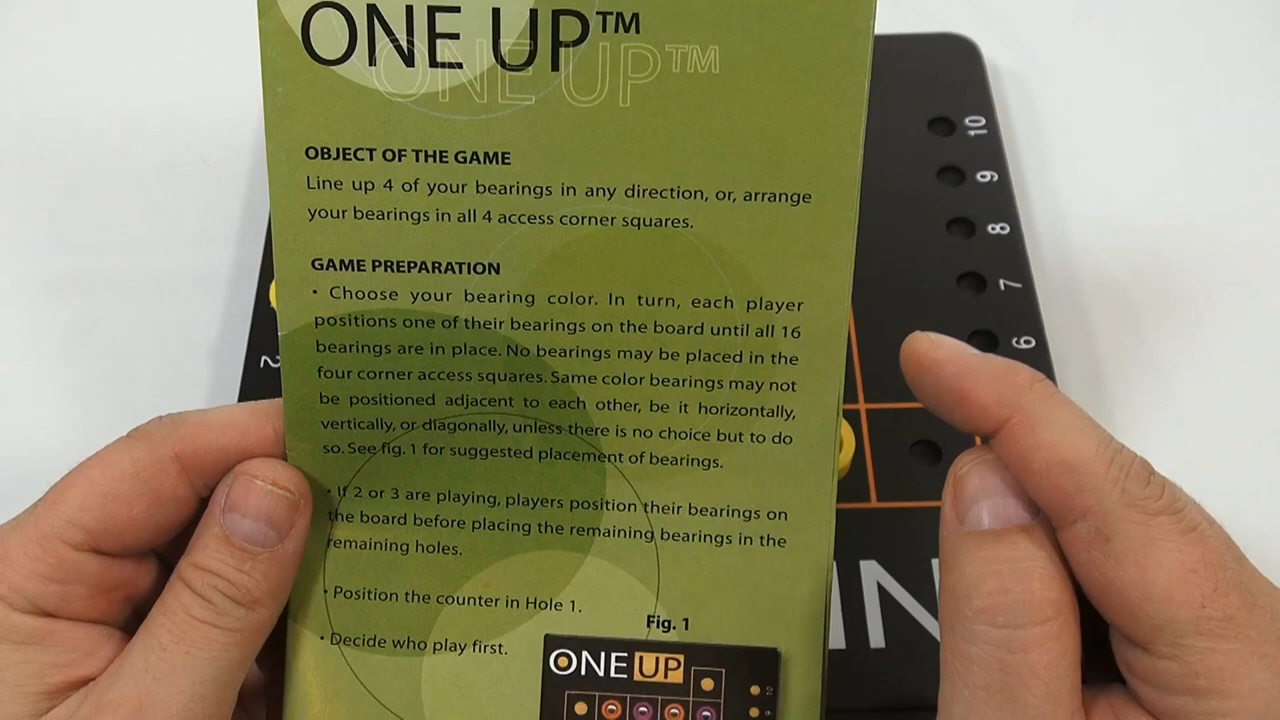 ONE UP™
ONE UP™
OBJECT OF THE GAME
Line up 4 of your bearings in any direction, or, arrange
your bearings in all 4 access corner squares.
GAME PREPARATION
• Choose your bearing color. In turn, each player
positions one of their bearings on the board until all 16
bearings are in place. No bearings may be placed in the
four corner access squares. Same color bearings may not
be positioned adjacent to each other, be it horizontally,
vertically, or diagonally, unless there is no choice but to do
so. See fig. 1 for suggested placement of bearings.
• If 2 or 3 are playing, players position their bearings on
the board before placing the remaining bearings in the
remaining holes.
• Position the counter in Hole 1.
• Decide who play first.
Fig. 1
ONE UP
10
9
10
9
8
7
6
2